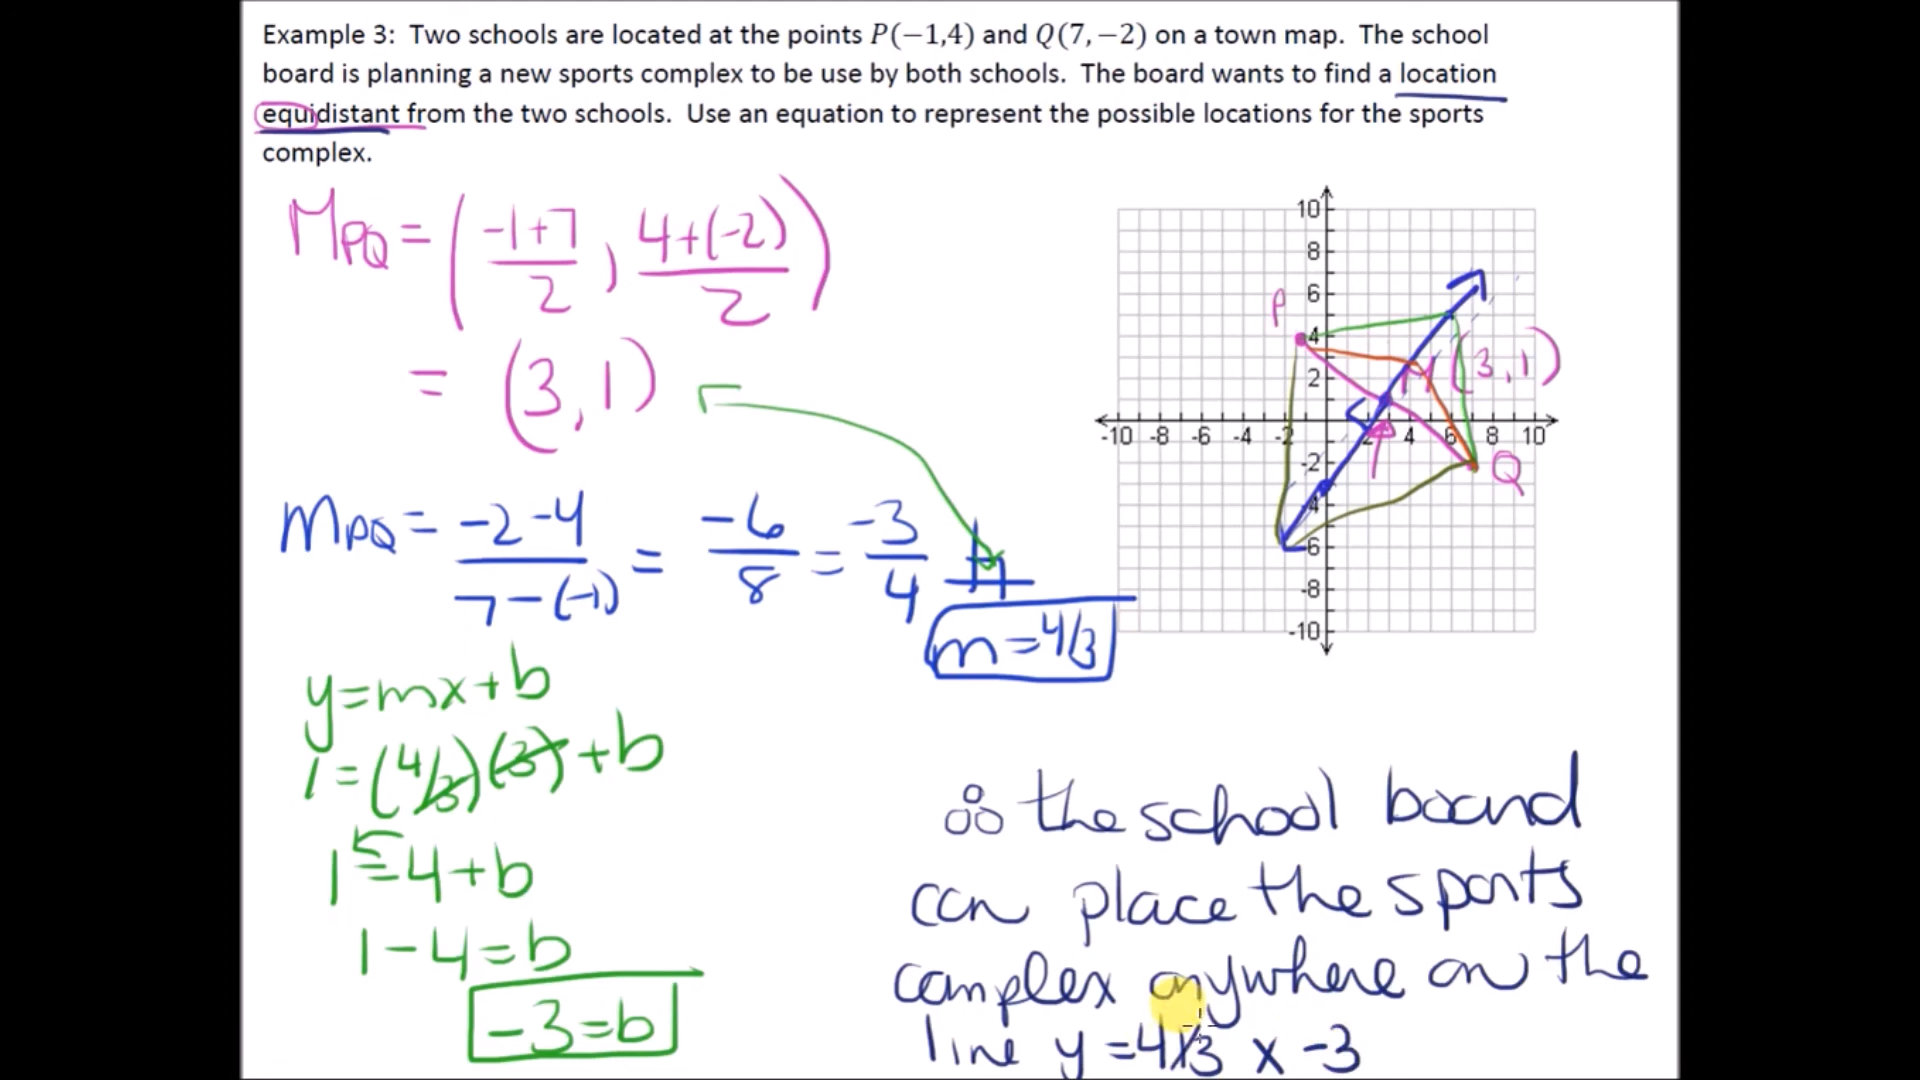 Example 3: Two schools are located at the points P(−1,4) and Q(7,−2) on a town map. The school
board is planning a new sports complex to be use by both schools. The board wants to find a location
equidistant from the two schools. Use an equation to represent the possible locations for the sports
complex.
M_PQ = (-1+7/2, 4+(-2)/2)
= (3,1)
m_PQ = -2-4/7-(-1) = -6/8 = -3/4 ⊥
m=4/3
y=mx+b
1=(4/3)(3)+b
1=4+b
1-4=b
-3=b
10
8
6
4
2
-10 -8 -6 -4 -2 2 4 6 8 10
-2
-4
-6
-8
-10
P
M (3,1)
Q
∴ the school board
can place the sports
complex anywhere on the
line y=4/3 x-3